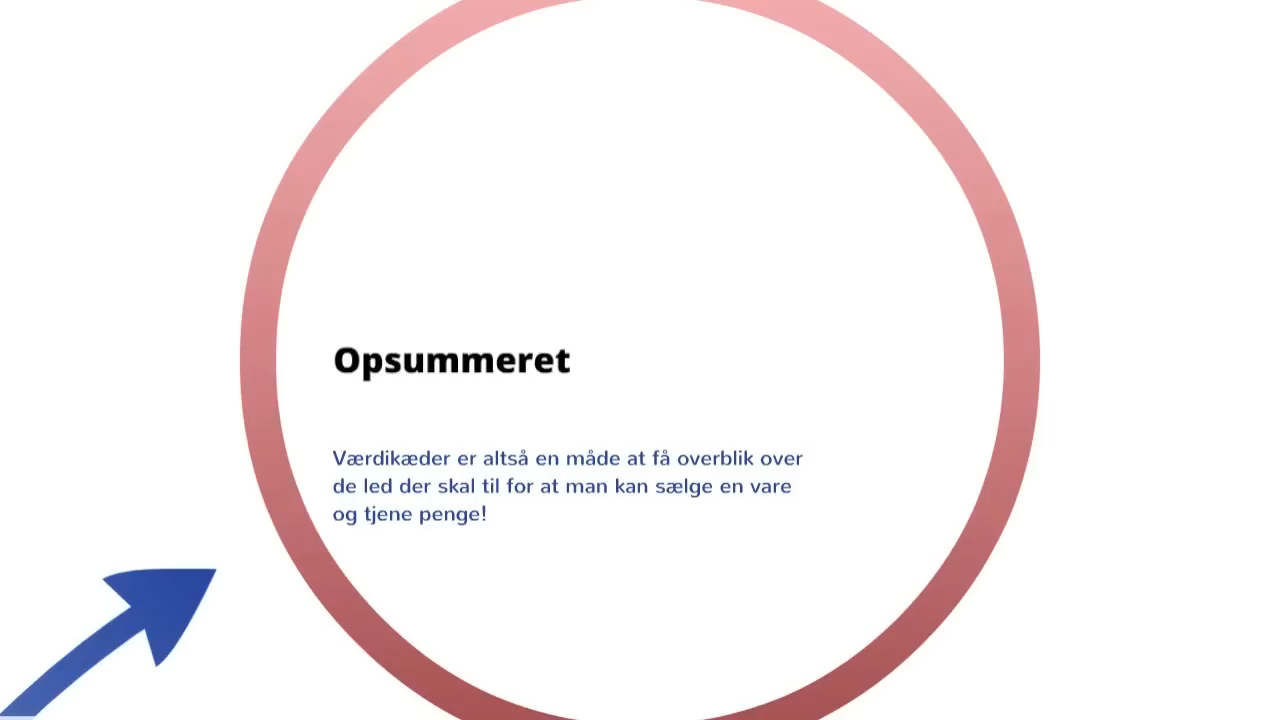 Opsummeret
Værdikæder er altså en måde at få overblik over
de led der skal til for at man kan sælge en vare
og tjene penge!